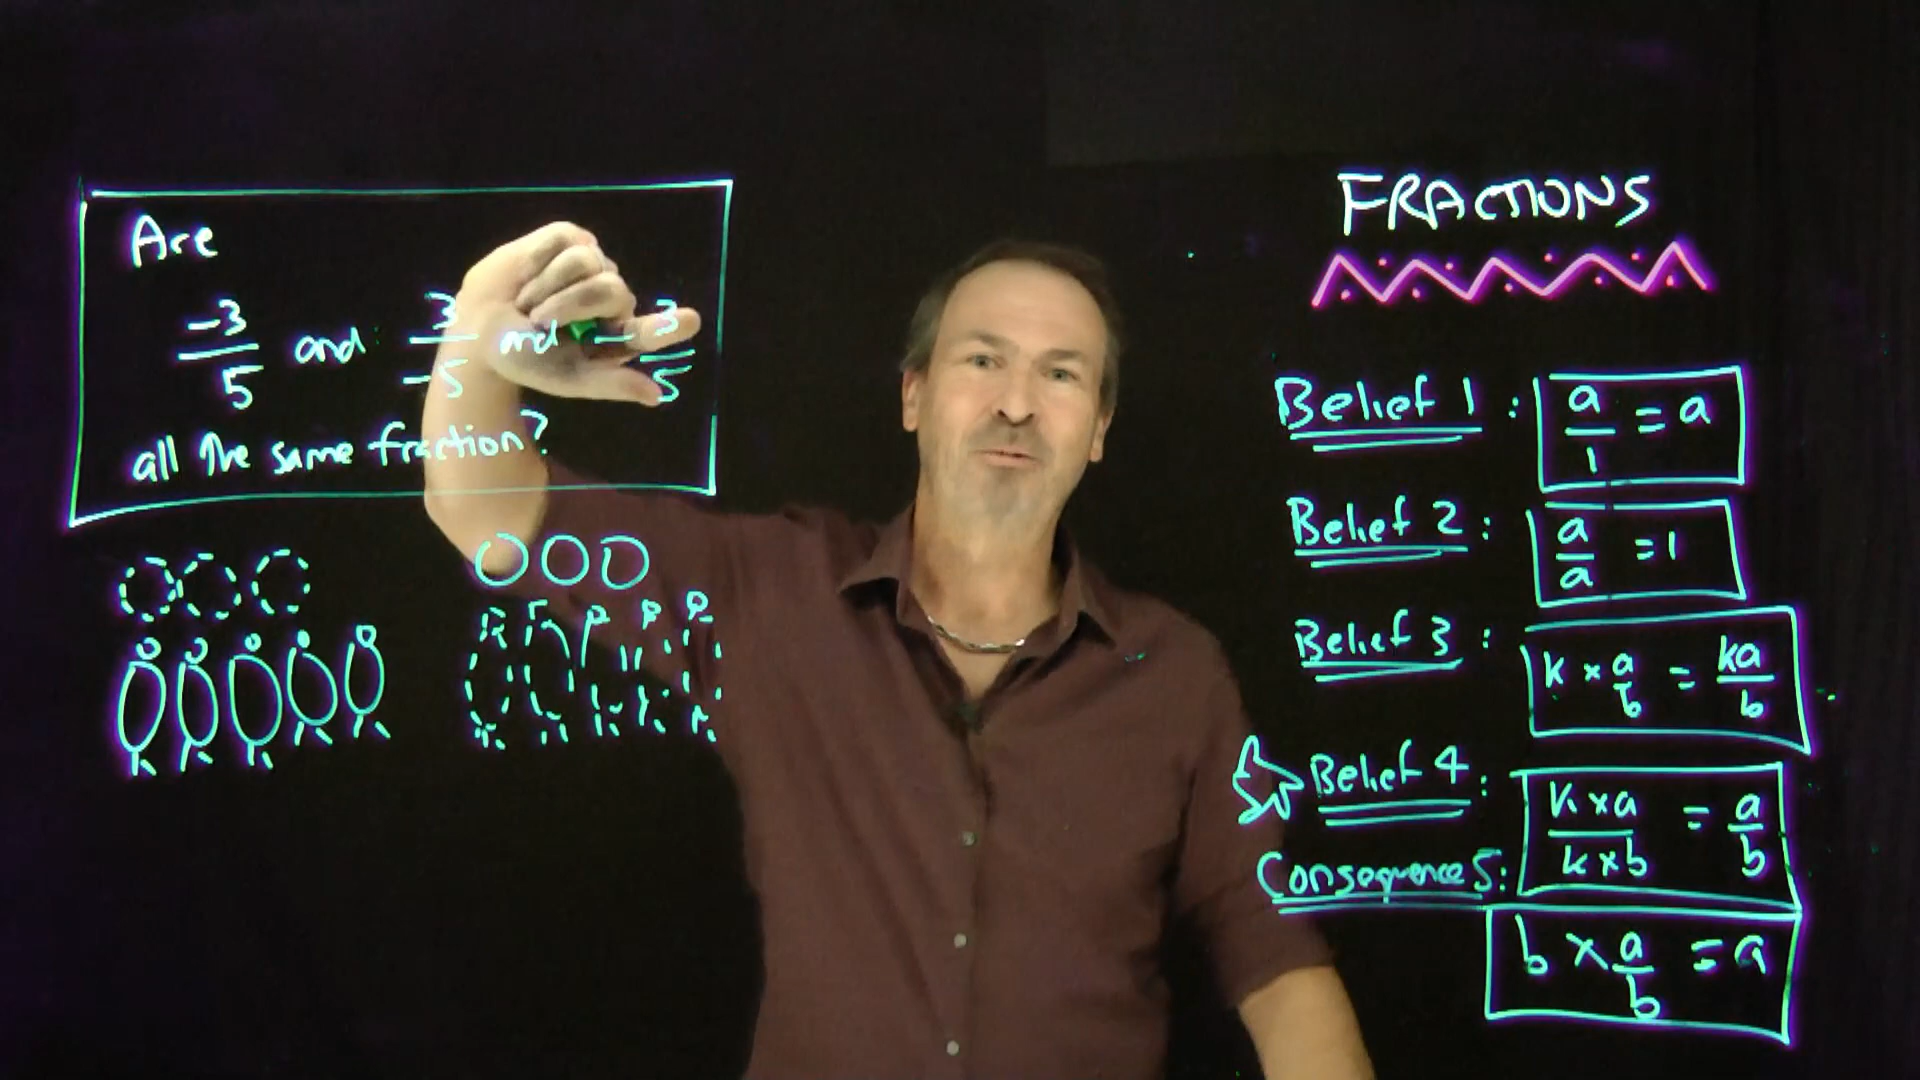 Are
-3/5 and 3/-5 and - 3/5
all the same fraction?
FRACTIONS
Belief 1 : a/1 = a
Belief 2 : a/a = 1
Belief 3 : k × a/b = ka/b
Belief 4 : k × a/k × b = a/b
Consequence 5 : b × a/b = a